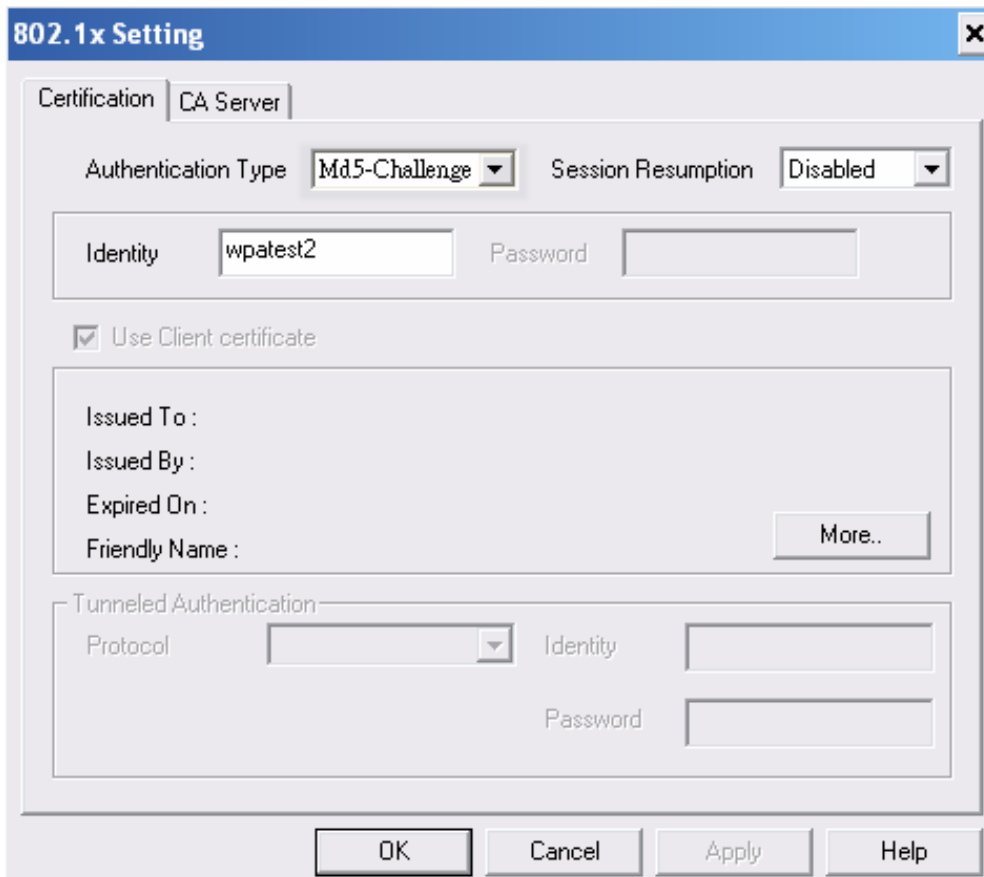 802.1x Setting
Certification CA Server
Authentication Type Md5-Challenge Session Resumption Disabled
Identity wpatest2 Password
Use Client certificate
Issued To :
Issued By :
Expired On :
Friendly Name :
More..
Tunneled Authentication
Protocol Identity
Password
OK Cancel Apply Help